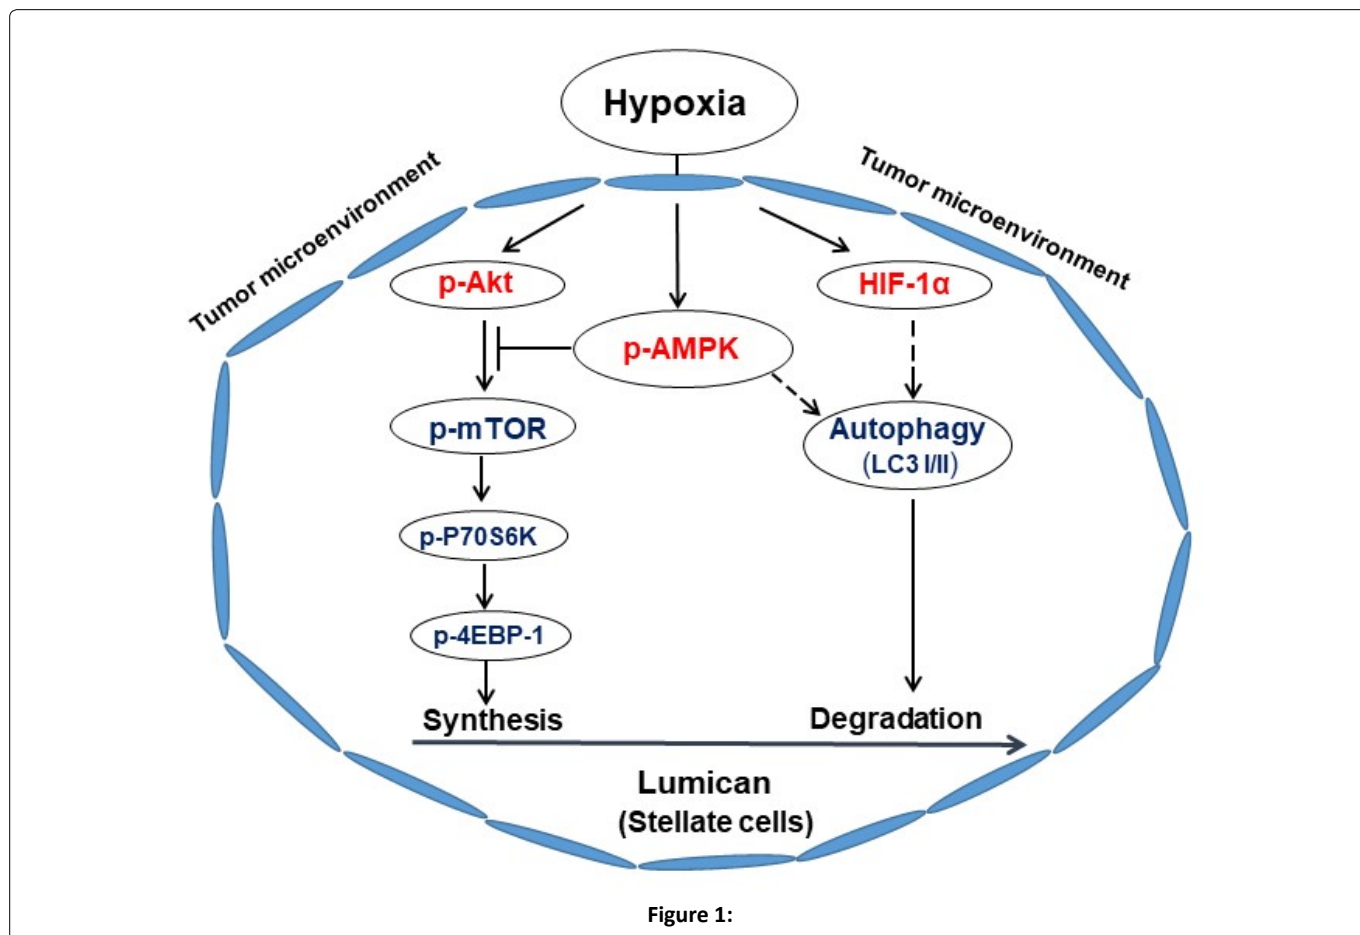 Hypoxia
Tumor microenvironment
Tumor microenvironment
p-Akt
HIF-1α
p-AMPK
p-mTOR
Autophagy
(LC3 I/II)
p-P70S6K
p-4EBP-1
Synthesis
Degradation
Lumican
(Stellate cells)
Figure 1: